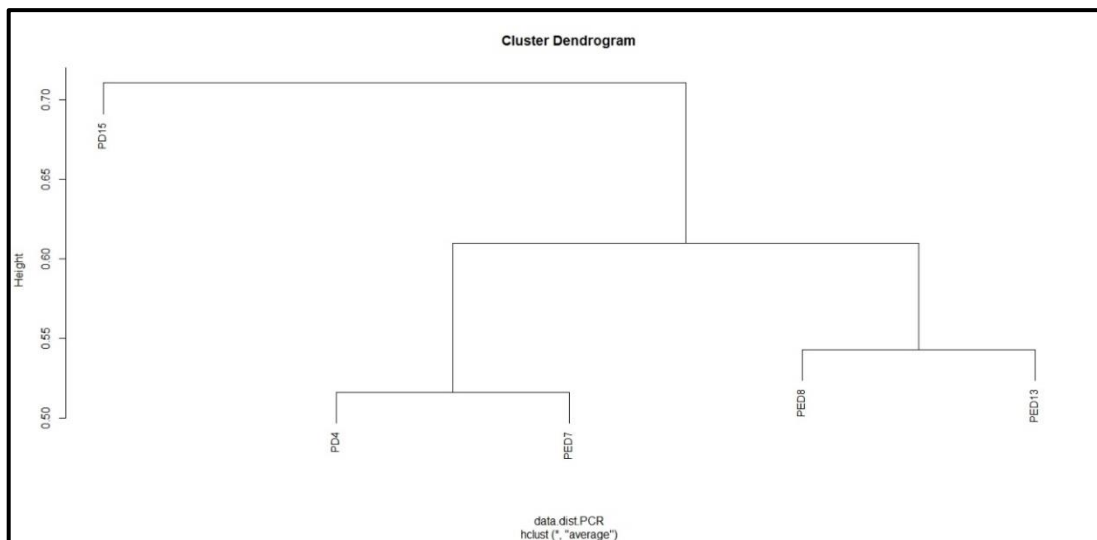 Cluster Dendrogram
Height
0.70
0.65
0.60
0.55
0.50
PD15
PD4
PED7
PED8
PED13
data.dist.PCR
hclust (*, "average")